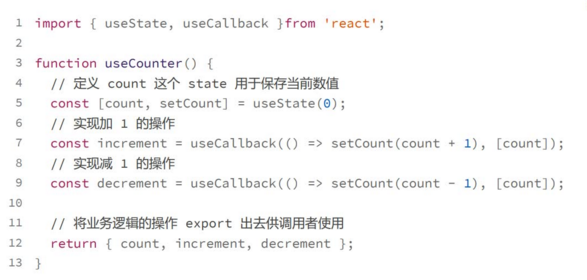 1 import { useState, useCallback }from 'react';
2
3 function useCounter() {
4   // 定义 count 这个 state 用于保存当前数值
5   const [count, setCount] = useState(0);
6   // 实现加 1 的操作
7   const increment = useCallback(() => setCount(count + 1), [count]);
8   // 实现减 1 的操作
9   const decrement = useCallback(() => setCount(count - 1), [count]);
10
11   // 将业务逻辑的操作 export 出去供调用者使用
12   return { count, increment, decrement };
13 }